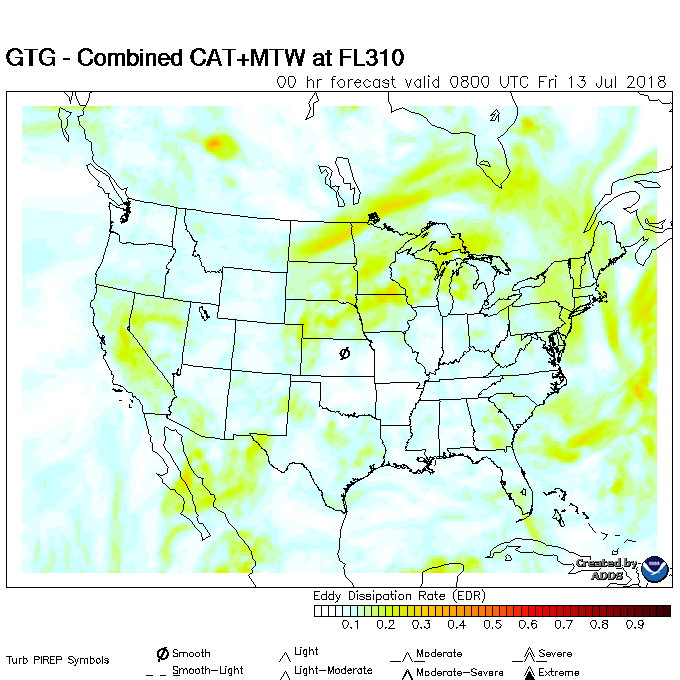 GTG - Combined CAT+MTW at FL310
00 hr forecast valid 0800 UTC Fri 13 Jul 2018
Created by
ADDS
Eddy Dissipation Rate (EDR)
0.1 0.2 0.3 0.4 0.5 0.6 0.7 0.8 0.9
Turb PIREP Symbols
Smooth Light Moderate Severe
Smooth-Light Light-Moderate Moderate-Severe Extreme